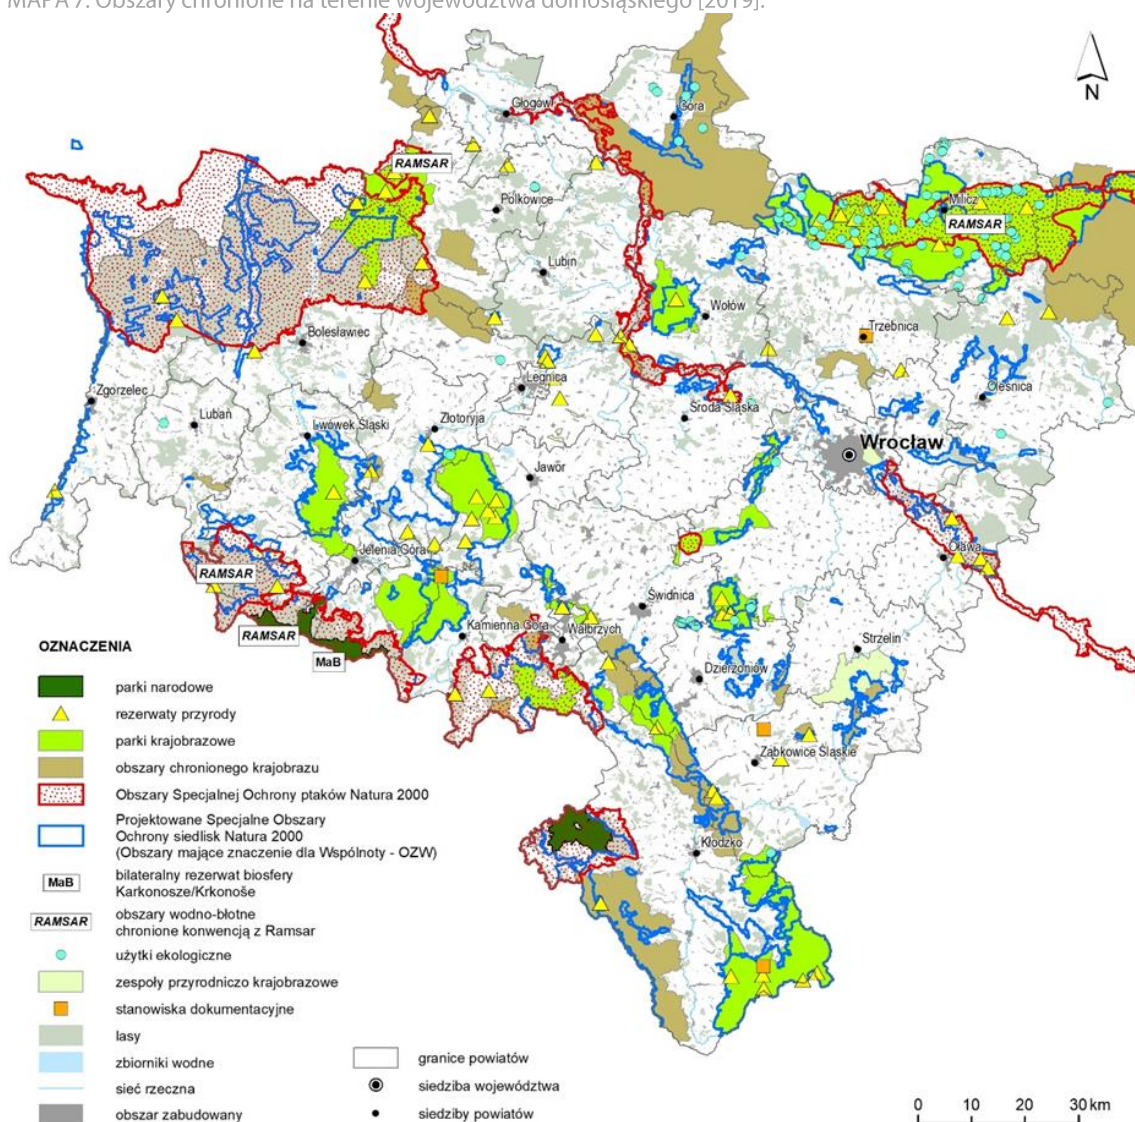 MAPA 7. Obszary chronione na terenie województwa dolnośląskiego [2019].
N
Głogów
Góra
RAMSAR
Polkowice
Milicz
RAMSAR
Lubin
Wołów
Bolesławiec
Trzebnica
Zgorzelec
Legnica
Oleśnica
Lubań
Lwówek Śląski
Złotoryja
Środa Śląska
Wrocław
Jawor
Jelenia Góra
Oława
RAMSAR
Świdnica
RAMSAR
Kamienna Góra
Wałbrzych
Strzelin
MaB
Dzierżoniów
Ząbkowice Śląskie
Kłodzko
OZNACZENIA
parki narodowe
rezerwaty przyrody
parki krajobrazowe
obszary chronionego krajobrazu
Obszary Specjalnej Ochrony ptaków Natura 2000
Projektowane Specjalne Obszary
Ochrony siedlisk Natura 2000
(Obszary mające znaczenie dla Wspólnoty - OZW)
MaB
bilateralny rezerwat biosfery
Karkonosze/Krkonoše
RAMSAR
obszary wodno-błotne
chronione konwencją z Ramsar
użytki ekologiczne
zespoły przyrodniczo krajobrazowe
stanowiska dokumentacyjne
lasy
zbiorniki wodne
sieć rzeczna
obszar zabudowany
granice powiatów
siedziba województwa
siedziby powiatów
0 10 20 30 km